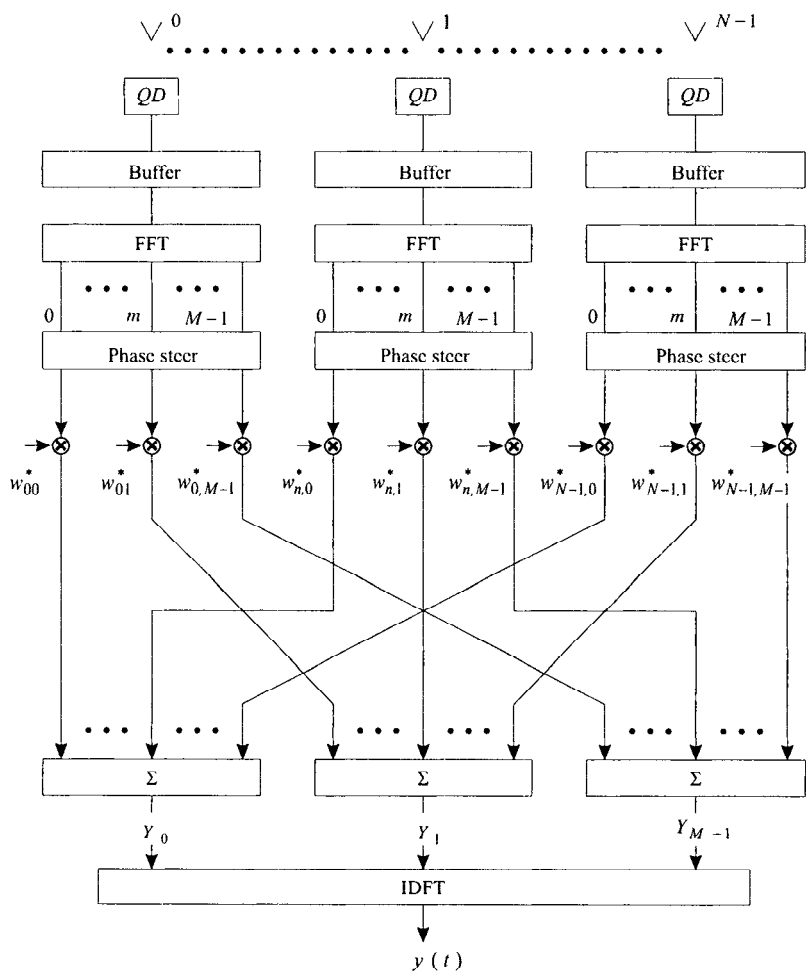 0 1 N−1
QD QD QD
Buffer Buffer Buffer
FFT FFT FFT
0 m M−1 0 m M−1 0 m M−1
Phase steer Phase steer Phase steer
w*00 w*01 w*0,M−1 w*n,0 w*n,1 w*n,M−1 w*N−1,0 w*N−1,1 w*N−1,M−1
Σ Σ Σ
Y0 Y1 YM−1
IDFT
y(t)